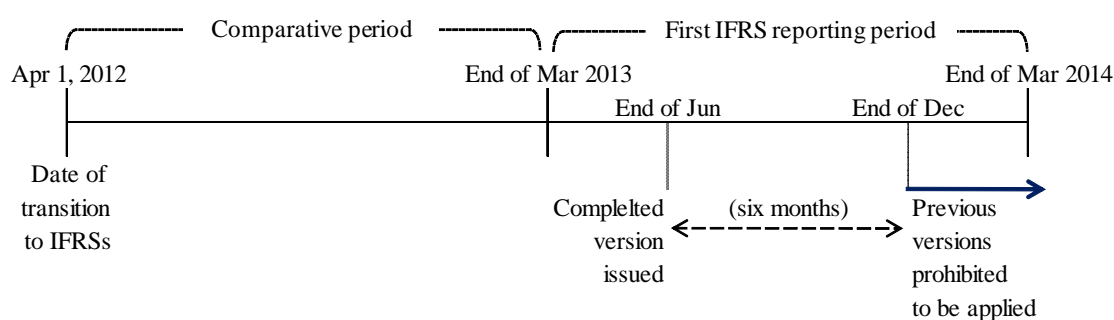 Comparative period
First IFRS reporting period
Apr 1, 2012
End of Mar 2013
End of Mar 2014
End of Jun
End of Dec
Date of
transition
to IFRSs
Complelted
version
issued
(six months)
Previous
versions
prohibited
to be applied